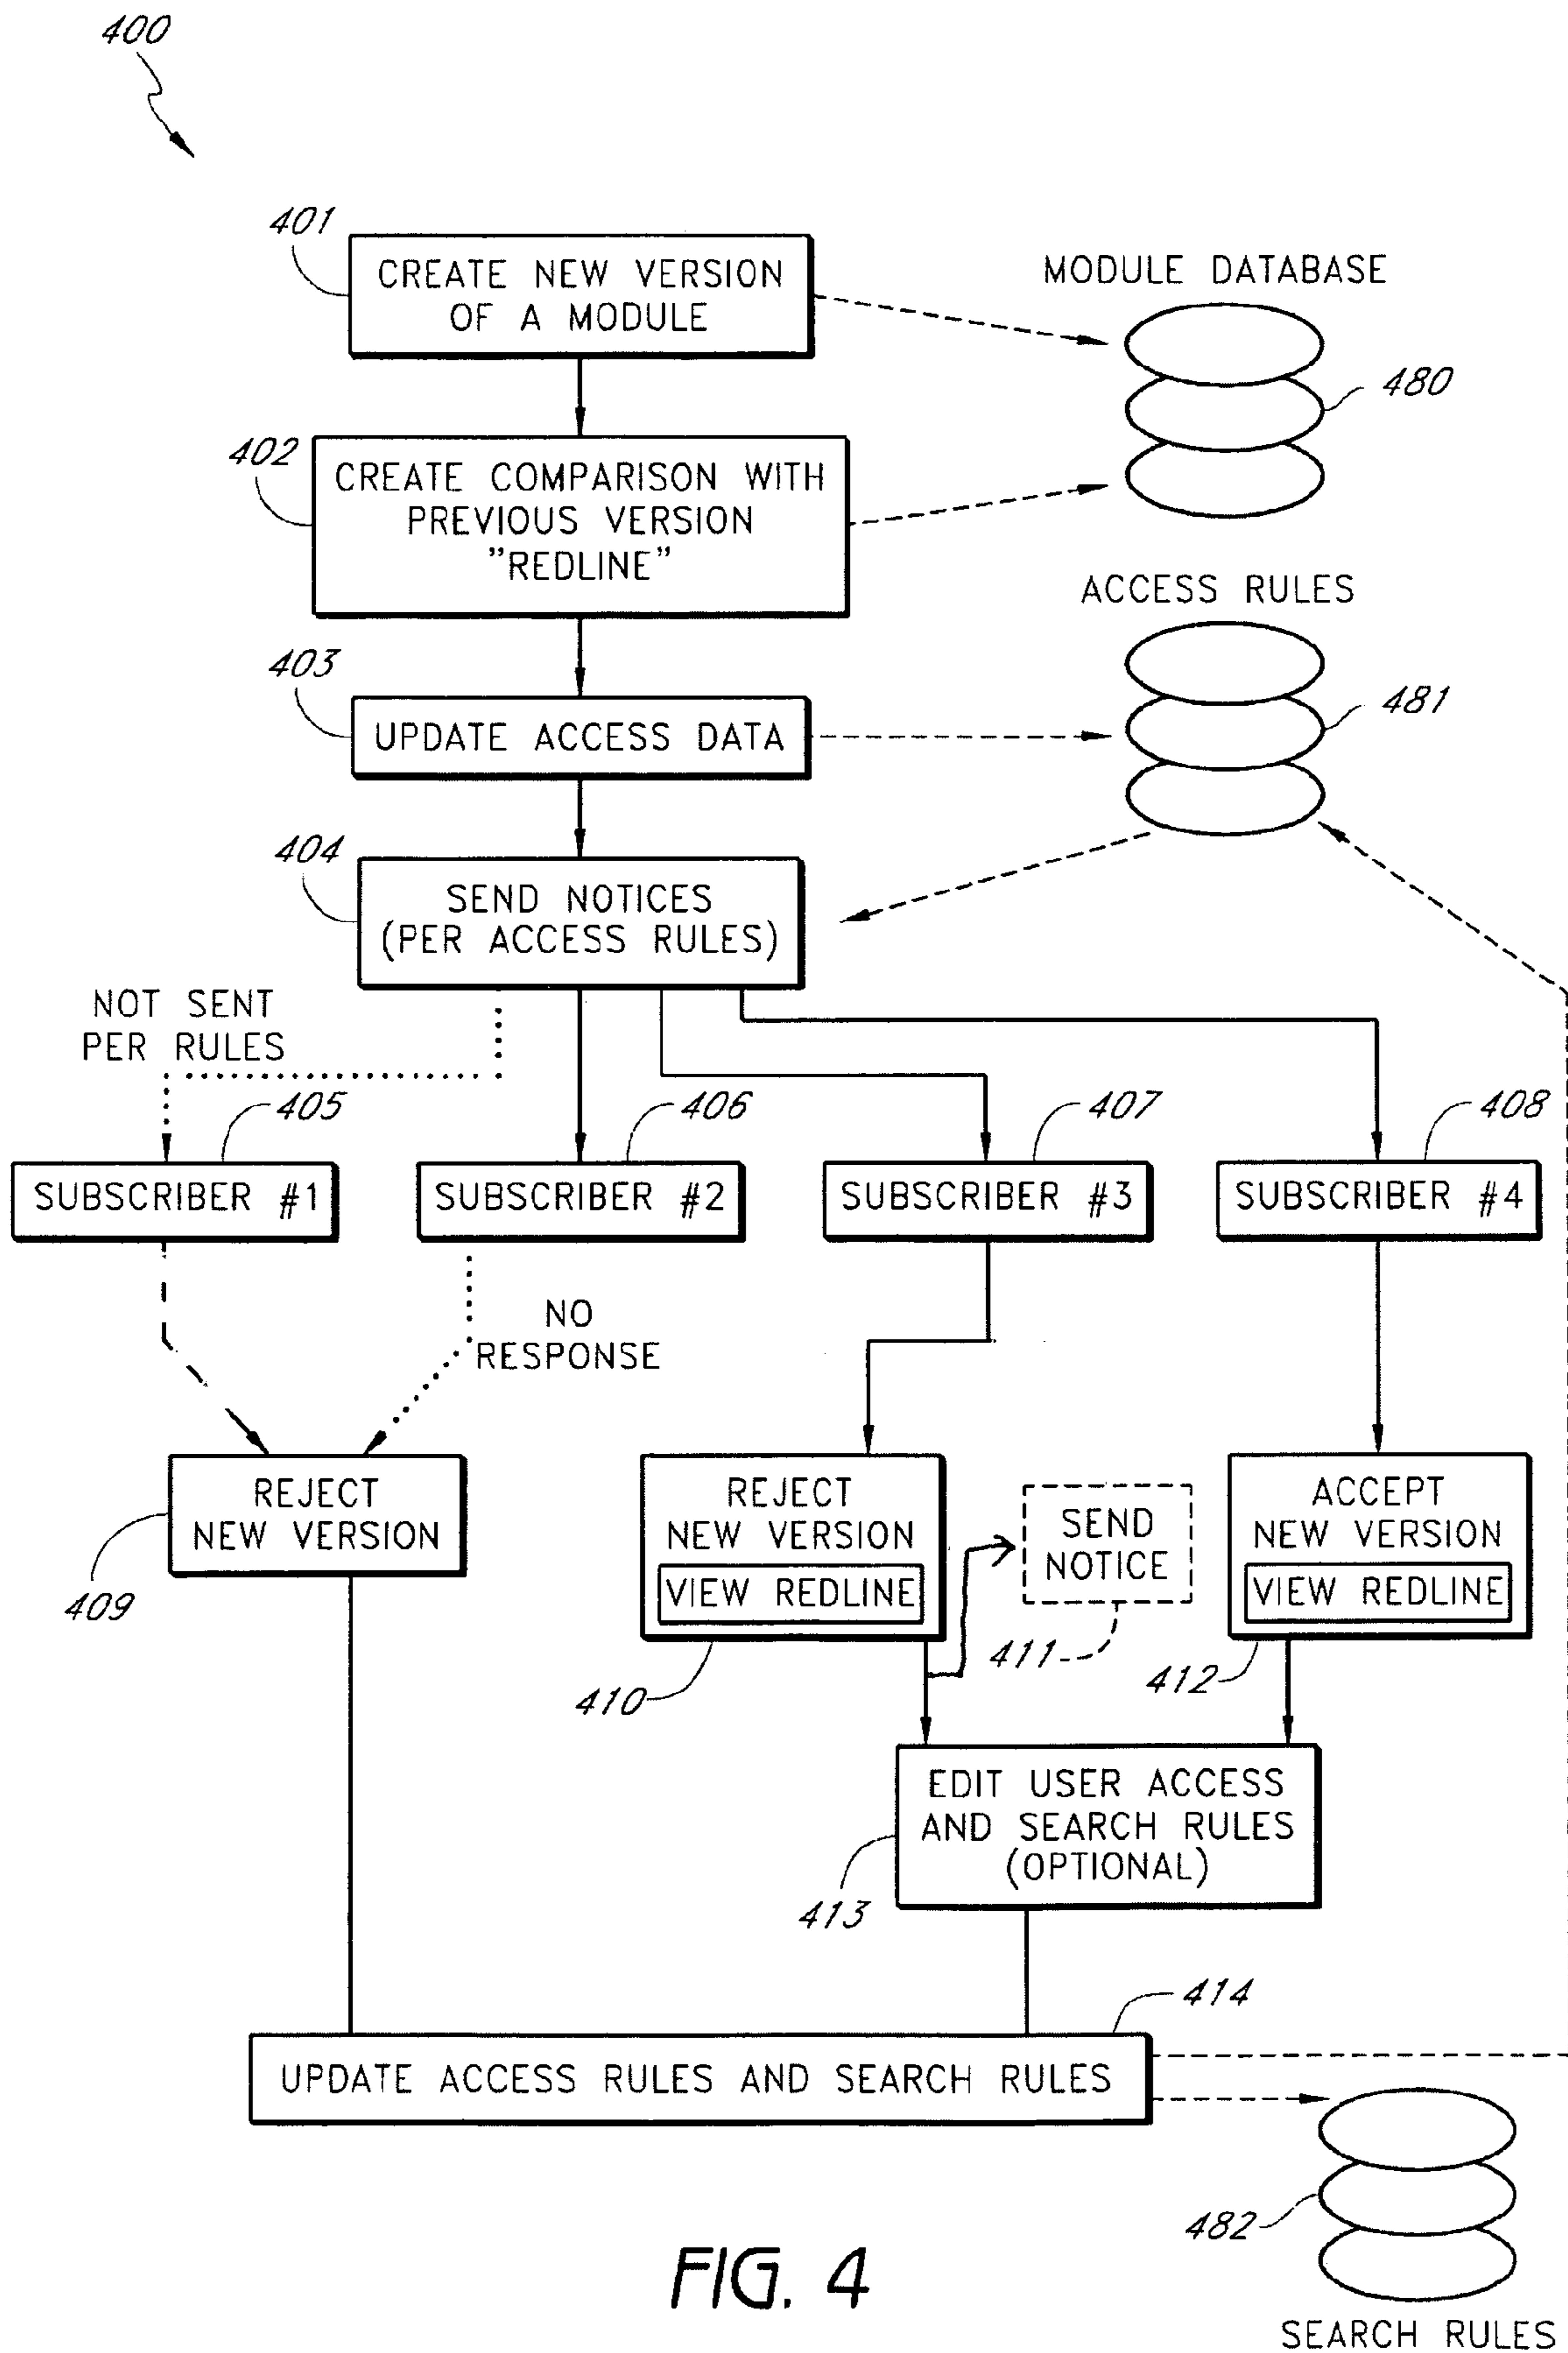 400
401
CREATE NEW VERSION
OF A MODULE
MODULE DATABASE
480
402
CREATE COMPARISON WITH
PREVIOUS VERSION
"REDLINE"
ACCESS RULES
481
403
UPDATE ACCESS DATA
404
SEND NOTICES
(PER ACCESS RULES)
NOT SENT
PER RULES
405
406
407
408
SUBSCRIBER #1
SUBSCRIBER #2
SUBSCRIBER #3
SUBSCRIBER #4
NO
RESPONSE
REJECT
NEW VERSION
409
REJECT
NEW VERSION
VIEW REDLINE
410
SEND
NOTICE
411
ACCEPT
NEW VERSION
VIEW REDLINE
412
EDIT USER ACCESS
AND SEARCH RULES
(OPTIONAL)
413
414
UPDATE ACCESS RULES AND SEARCH RULES
482
SEARCH RULES
FIG. 4